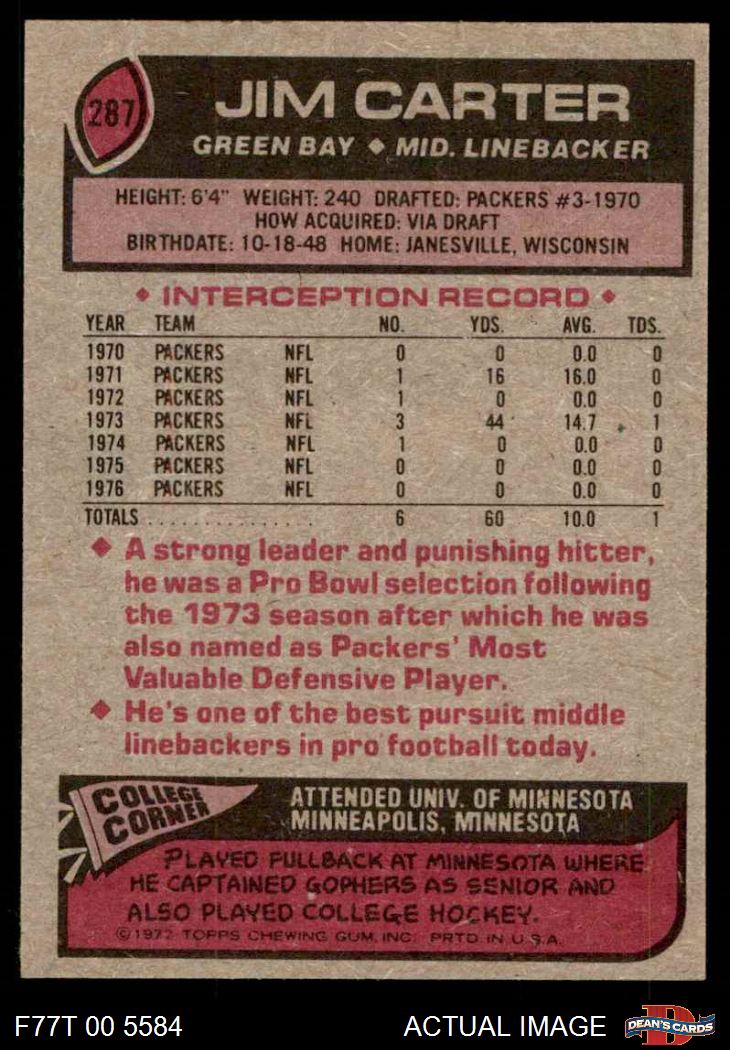 287
JIM CARTER
GREEN BAY ◆ MID. LINEBACKER
HEIGHT: 6'4" WEIGHT: 240 DRAFTED: PACKERS #3-1970
HOW ACQUIRED: VIA DRAFT
BIRTHDATE: 10-18-48 HOME: JANESVILLE, WISCONSIN
◆ INTERCEPTION RECORD ◆
YEAR TEAM NO. YDS. AVG. TDS.
1970 PACKERS NFL 0 0 0.0 0
1971 PACKERS NFL 1 16 16.0 0
1972 PACKERS NFL 1 0 0.0 0
1973 PACKERS NFL 3 44 14.7 1
1974 PACKERS NFL 1 0 0.0 0
1975 PACKERS NFL 0 0 0.0 0
1976 PACKERS NFL 0 0 0.0 0
TOTALS ............... 6 60 10.0 1
◆ A strong leader and punishing hitter,
he was a Pro Bowl selection following
the 1973 season after which he was
also named as Packers' Most
Valuable Defensive Player.
◆ He's one of the best pursuit middle
linebackers in pro football today.
COLLEGE
CORNER
ATTENDED UNIV. OF MINNESOTA
MINNEAPOLIS, MINNESOTA
PLAYED FULLBACK AT MINNESOTA WHERE
HE CAPTAINED GOPHERS AS SENIOR AND
ALSO PLAYED COLLEGE HOCKEY.
©1977 TOPPS CHEWING GUM, INC. PRTD IN U.S.A.
F77T 00 5584 ACTUAL IMAGE
D
DEAN'S CARDS